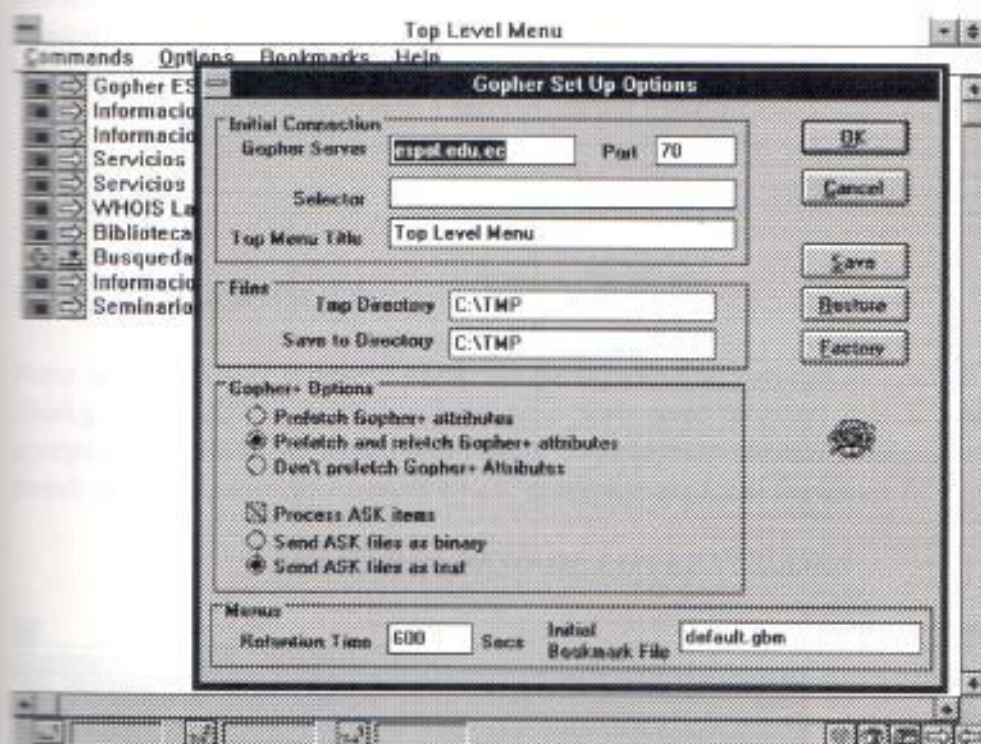 Top Level Menu
Commands Options Bookmarks Help
Gopher ES
Informacio
Informacio
Servicios
Servicios
WHOIS La
Biblioteca
Busqueda
Informacio
Seminario
Gopher Set Up Options
Initial Connection
Gopher Server espol.edu.ec Port 70
Selector
Top Menu Title Top Level Menu
OK
Cancel
Save
Restore
Factory
Files
Tmp Directory C:\TMP
Save to Directory C:\TMP
Gopher+ Options
Prefetch Gopher+ attributes
Prefetch and refetch Gopher+ attributes
Don't prefetch Gopher+ Attributes
Process ASK items
Send ASK files as binary
Send ASK files as text
Menus
Retention Time 600 Secs
Initial
Bookmark File default.gbm